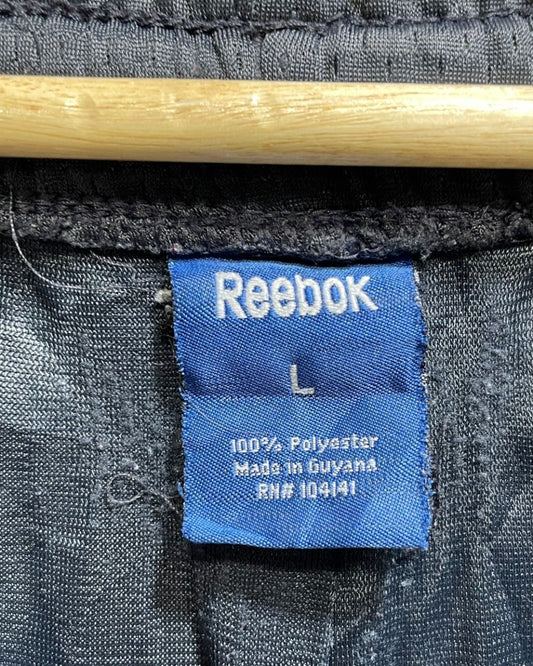 Reebok
L
100% Polyester
Made in Guyana
RN# 104141